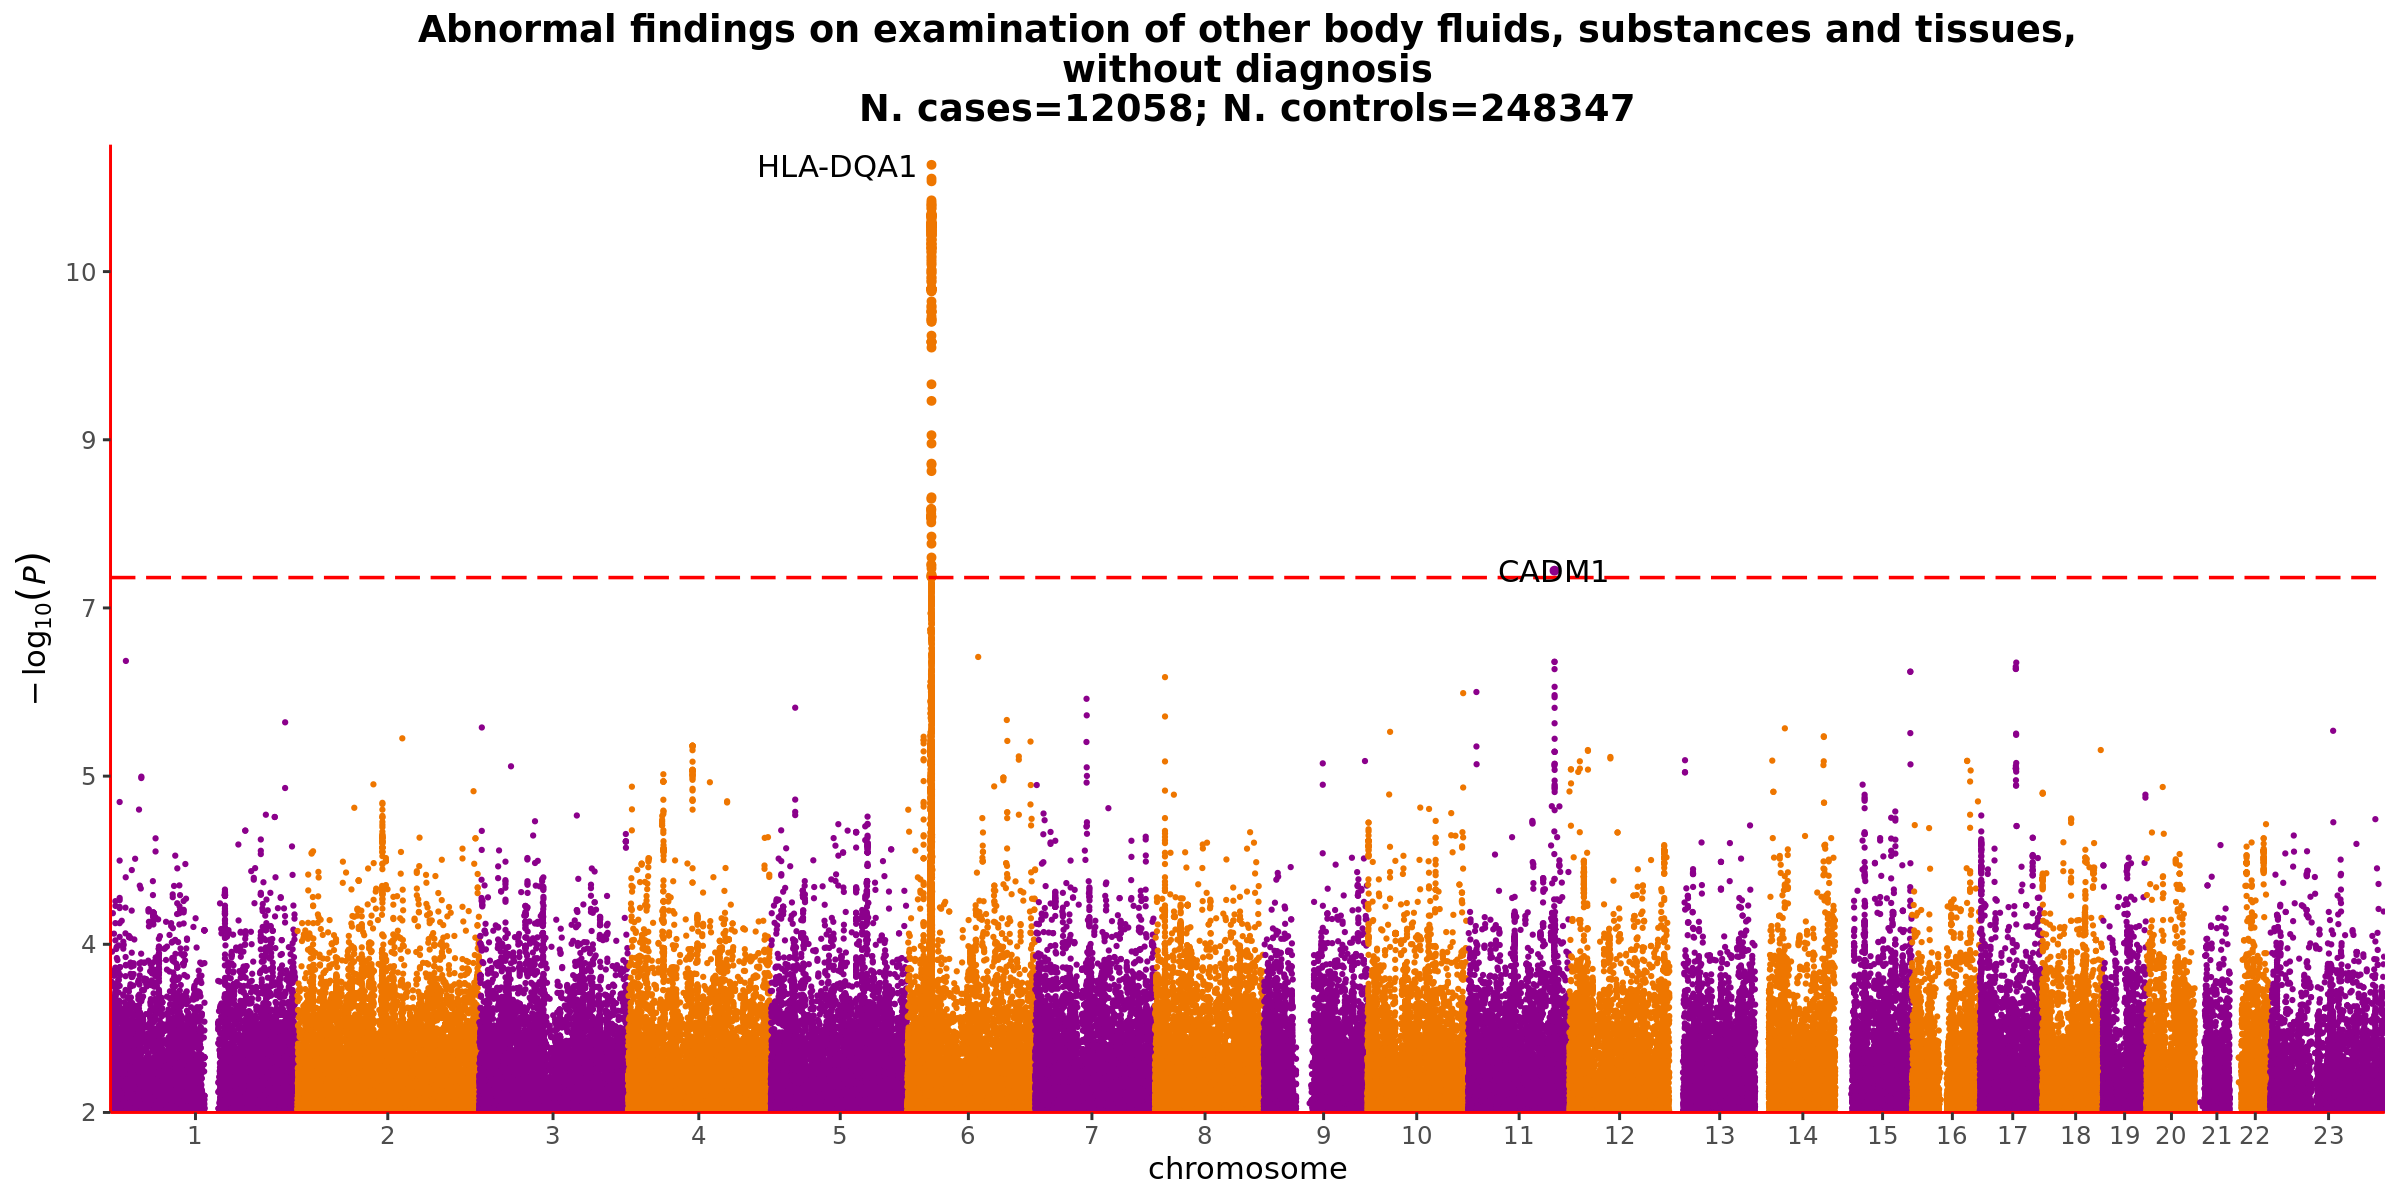 Abnormal findings on examination of other body fluids, substances and tissues,
without diagnosis
N. cases=12058; N. controls=248347
HLA-DQA1
CADM1
−log10(P)
10
9
7
5
4
2
1 2 3 4 5 6 7 8 9 10 11 12 13 14 15 16 17 18 19 20 21 22 23
chromosome